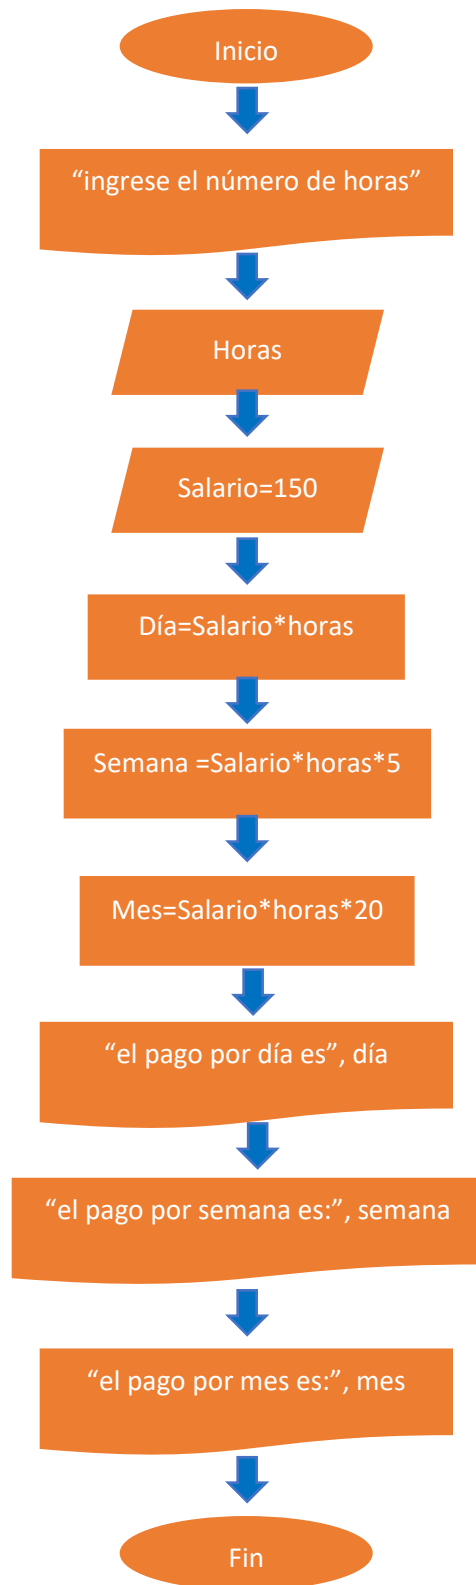 Inicio
“ingrese el número de horas”
Horas
Salario=150
Día=Salario*horas
Semana =Salario*horas*5
Mes=Salario*horas*20
“el pago por día es”, día
“el pago por semana es:”, semana
“el pago por mes es:”, mes
Fin